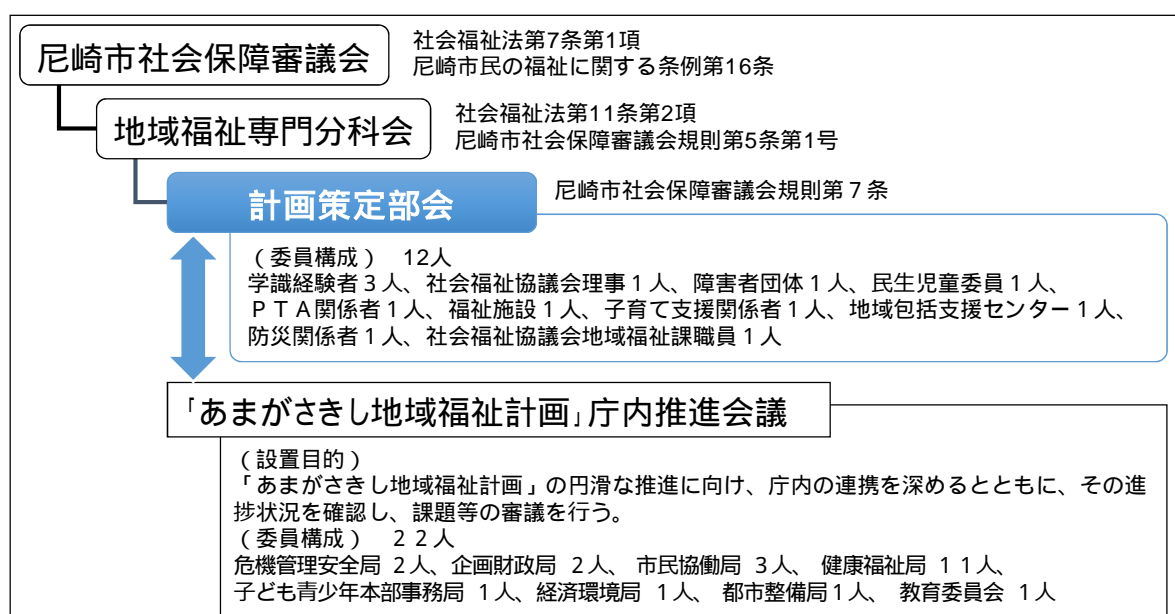 尼崎市社会保障審議会
社会福祉法第7条第1項
尼崎市民の福祉に関する条例第16条
地域福祉専門分科会
社会福祉法第11条第2項
尼崎市社会保障審議会規則第5条第1号
計画策定部会
尼崎市社会保障審議会規則第７条
（委員構成）　12人
学識経験者３人、社会福祉協議会理事１人、障害者団体１人、民生児童委員１人、
ＰＴＡ関係者１人、福祉施設１人、子育て支援関係者１人、地域包括支援センター１人、
防災関係者１人、社会福祉協議会地域福祉課職員１人
「あまがさきし地域福祉計画」庁内推進会議
（設置目的）
「あまがさきし地域福祉計画」の円滑な推進に向け、庁内の連携を深めるとともに、その進
捗状況を確認し、課題等の審議を行う。
（委員構成）　２２人
危機管理安全局 2人、企画財政局 2人、 市民協働局 3人、 健康福祉局 １１人、
子ども青少年本部事務局 1人、経済環境局 1人、 都市整備局1人、 教育委員会 1人